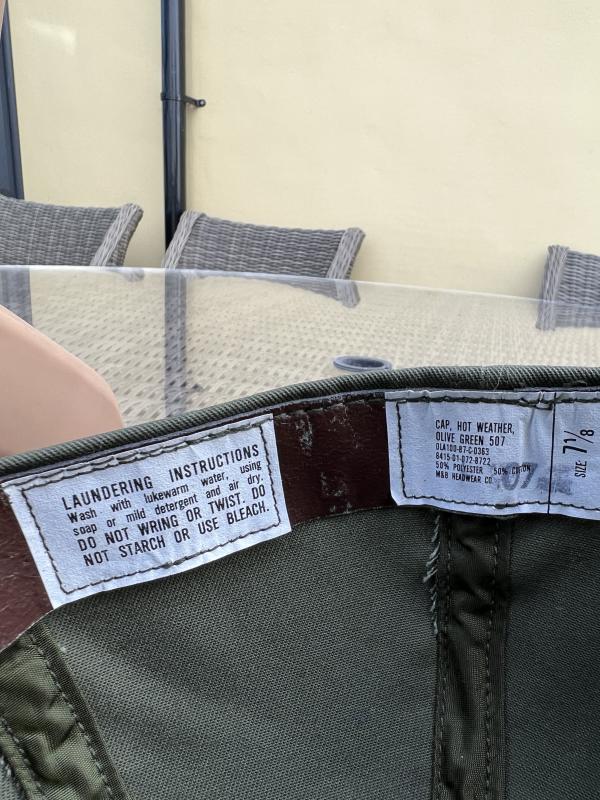 LAUNDERING INSTRUCTIONS
Wash with lukewarm water, using
soap or mild detergent and air dry.
DO NOT WRING OR TWIST. DO
NOT STARCH OR USE BLEACH.
CAP, HOT WEATHER,
OLIVE GREEN 507
DLA100-87-C-0363
8415-01-072-8722
50% POLYESTER 50% COTTON
M&B HEADWEAR CO.
07
SIZE 7 1/8